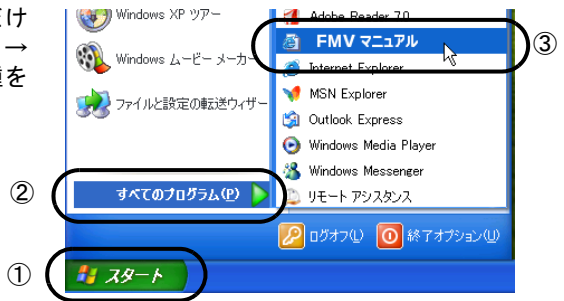 け
→
種を
Windows XP ツアー
Windows ムービー メーカー
ファイルと設定の転送ウィザー
② すべてのプログラム(P)
① スタート
Adobe Reader 7.0
FMV マニュアル ③
Internet Explorer
MSN Explorer
Outlook Express
Windows Media Player
Windows Messenger
リモート アシスタンス
ログオフ(L) 終了オプション(U)